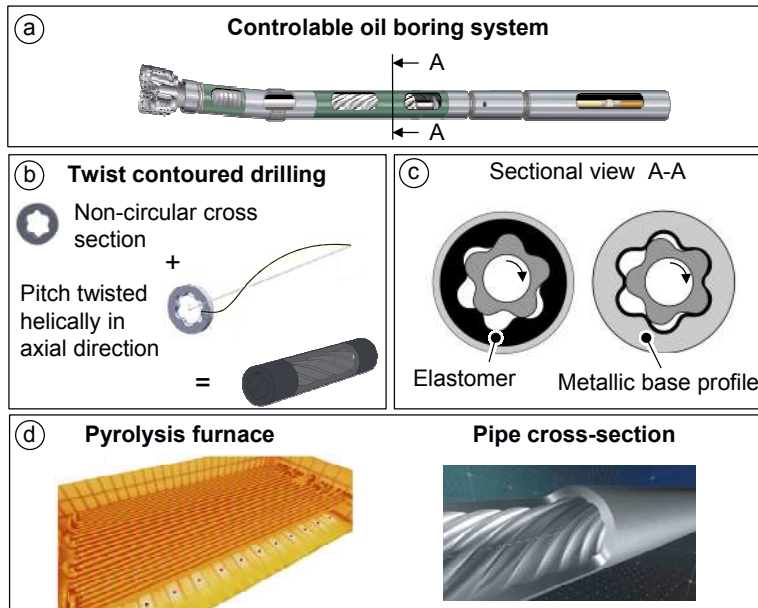 a
Controlable oil boring system
A
A
b
Twist contoured drilling
Non-circular cross
section
+
Pitch twisted
helically in
axial direction
=
c
Sectional view A-A
Elastomer
Metallic base profile
d
Pyrolysis furnace
Pipe cross-section